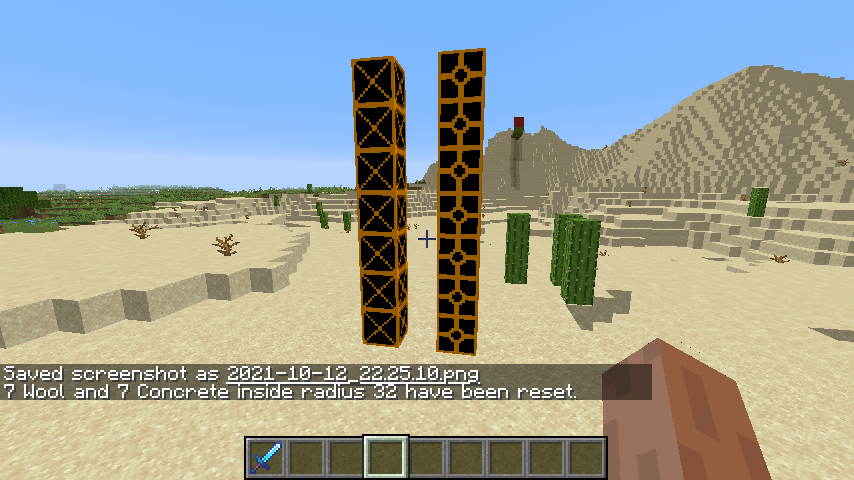 Saved screenshot as 2021-10-12_22.25.10.png
7 Wool and 7 Concrete inside radius 32 have been reset.